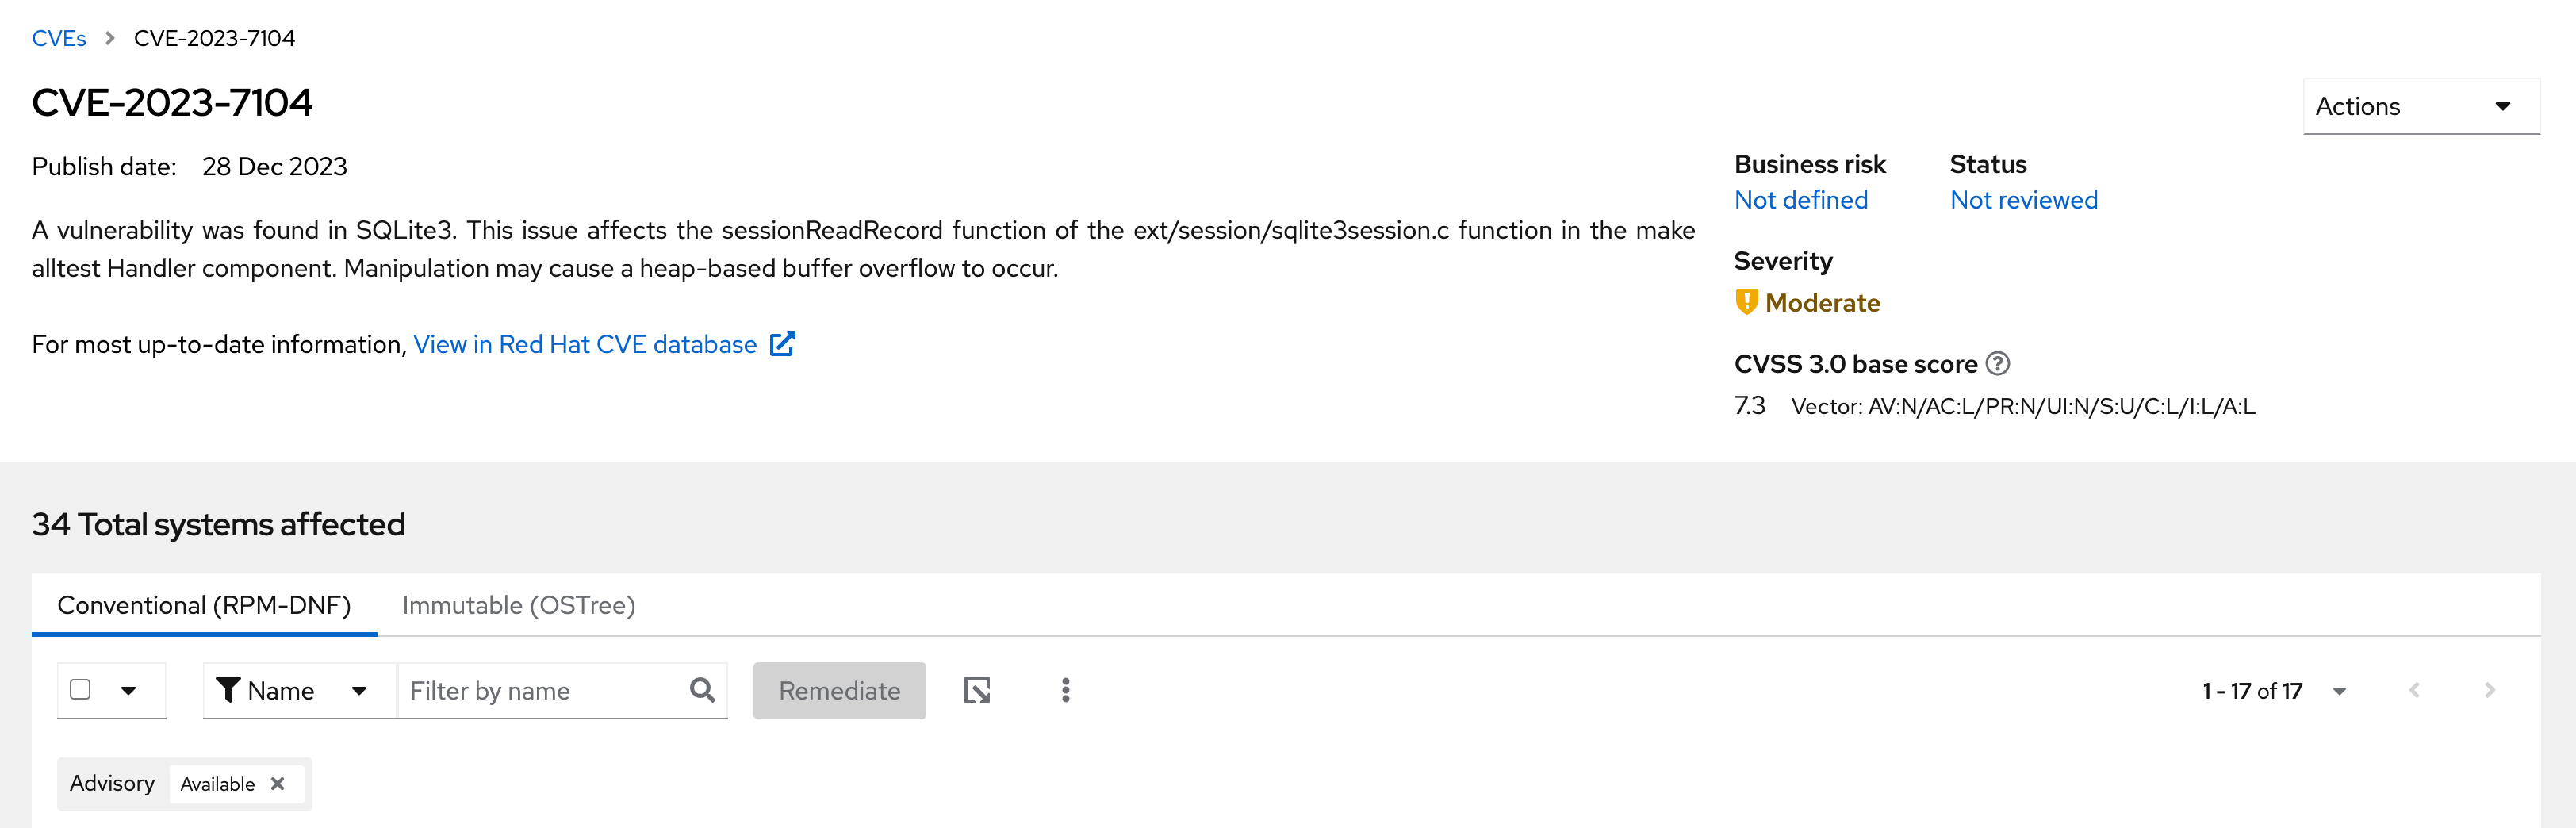 CVEs > CVE-2023-7104
CVE-2023-7104
Actions
Publish date: 28 Dec 2023
A vulnerability was found in SQLite3. This issue affects the sessionReadRecord function of the ext/session/sqlite3session.c function in the make
alltest Handler component. Manipulation may cause a heap-based buffer overflow to occur.
For most up-to-date information, View in Red Hat CVE database
Business risk Status
Not defined Not reviewed
Severity
Moderate
CVSS 3.0 base score
7.3 Vector: AV:N/AC:L/PR:N/UI:N/S:U/C:L/I:L/A:L
34 Total systems affected
Conventional (RPM-DNF) Immutable (OSTree)
Name Filter by name Remediate 1 - 17 of 17
Advisory Available